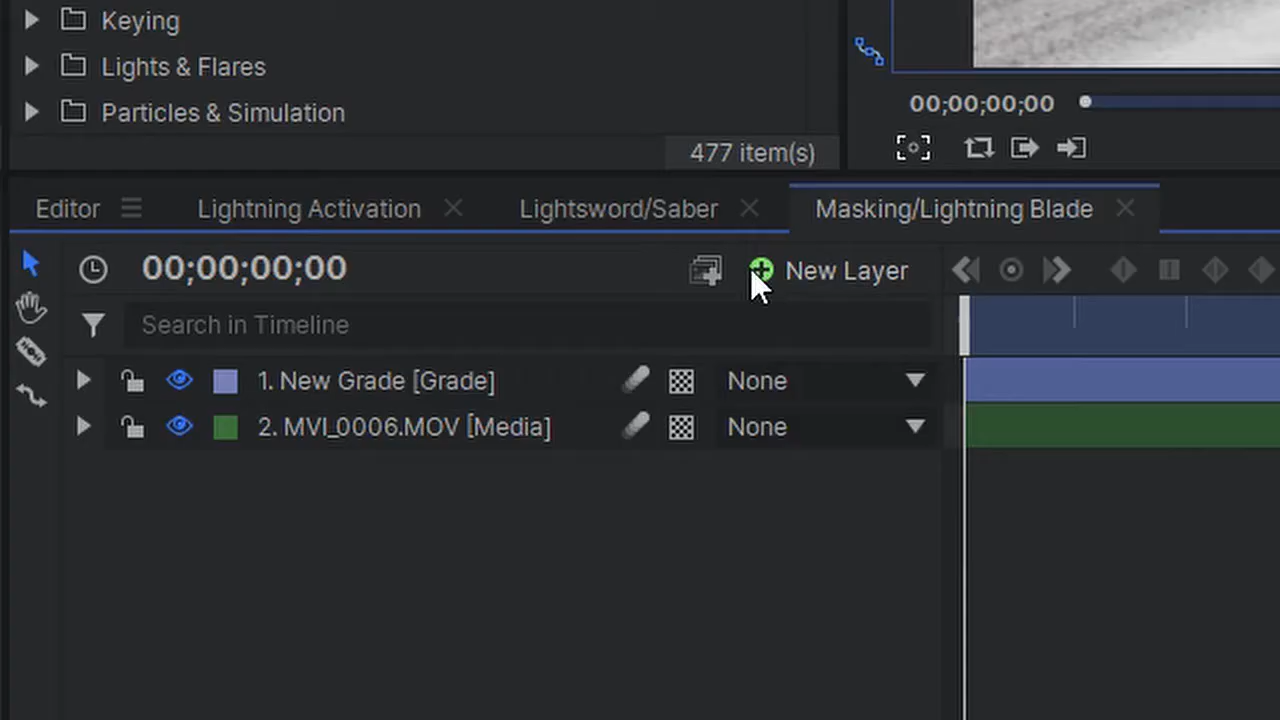 Keying
Lights & Flares
Particles & Simulation
477 item(s)
00;00;00;00
Editor
Lightning Activation
Lightsword/Saber
Masking/Lightning Blade
00;00;00;00
New Layer
Search in Timeline
1. New Grade [Grade]
None
2. MVI_0006.MOV [Media]
None